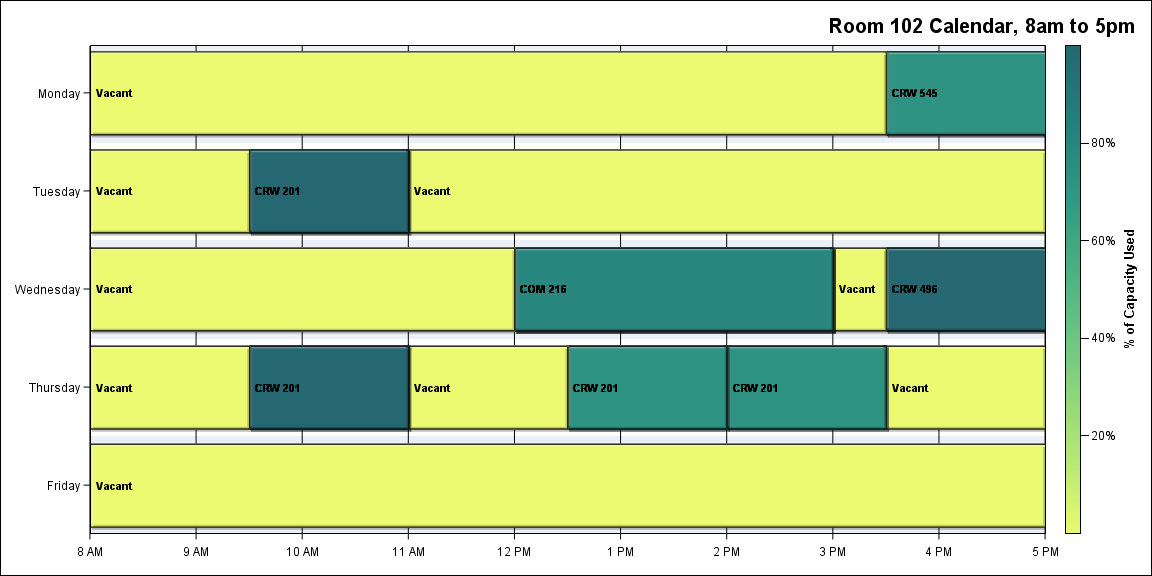 Room 102 Calendar, 8am to 5pm
Monday
Vacant
CRW 545
Tuesday
Vacant
CRW 201
Vacant
Wednesday
Vacant
COM 216
Vacant
CRW 496
Thursday
Vacant
CRW 201
Vacant
CRW 201
CRW 201
Vacant
Friday
Vacant
8 AM
9 AM
10 AM
11 AM
12 PM
1 PM
2 PM
3 PM
4 PM
5 PM
80%
60%
40%
20%
% of Capacity Used